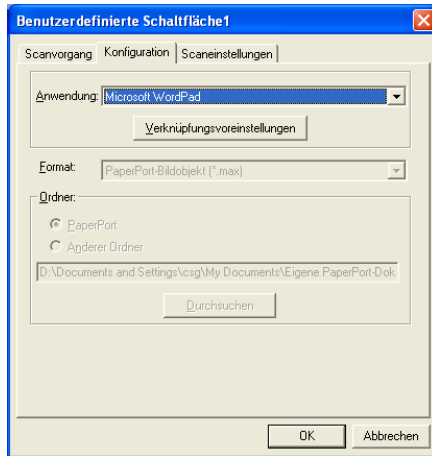 Benutzerdefinierte Schaltfläche1
Scanvorgang Konfiguration Scaneinstellungen
Anwendung: Microsoft WordPad
Verknüpfungsvoreinstellungen
Format: PaperPort-Bildobjekt (*.max)
Ordner:
PaperPort
Anderer Ordner
D:\Documents and Settings\csg\My Documents\Eigene PaperPort-Dok
Durchsuchen
OK Abbrechen